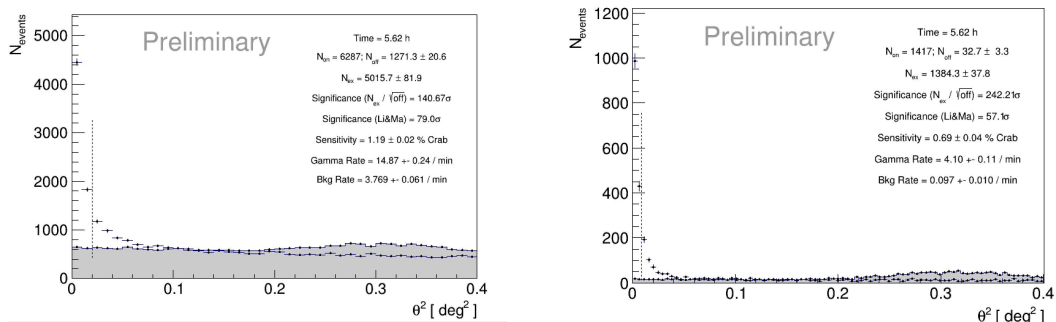 Preliminary
Time = 5.62 h
N_on = 6287; N_off = 1271.3 ± 20.6
N_ex = 5015.7 ± 81.9
Significance (N_ex / √off) = 140.67σ
Significance (Li&Ma) = 79.0σ
Sensitivity = 1.19 ± 0.02 % Crab
Gamma Rate = 14.87 +- 0.24 / min
Bkg Rate = 3.769 +- 0.061 / min
N_events
5000
4000
3000
2000
1000
0
0 0.1 0.2 0.3 0.4
θ² [ deg² ]
Preliminary
Time = 5.62 h
N_on = 1417; N_off = 32.7 ± 3.3
N_ex = 1384.3 ± 37.8
Significance (N_ex / √off) = 242.21σ
Significance (Li&Ma) = 57.1σ
Sensitivity = 0.69 ± 0.04 % Crab
Gamma Rate = 4.10 +- 0.11 / min
Bkg Rate = 0.097 +- 0.010 / min
N_events
1200
1000
800
600
400
200
0
0 0.1 0.2 0.3 0.4
θ² [ deg² ]